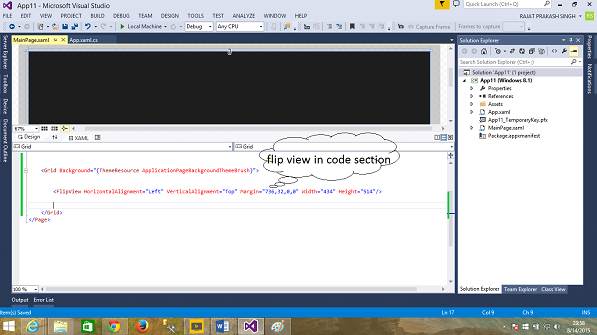 App11 - Microsoft Visual Studio
Quick Launch (Ctrl+Q)
FILE EDIT VIEW PROJECT BUILD DEBUG TEAM DESIGN FORMAT TOOLS TEST ANALYZE WINDOW HELP
RAJAT PRAKASH SINGH
Local Machine Debug Any CPU Capture Frame Frames to capture
MainPage.xaml App.xaml.cs
Solution Explorer
Search Solution Explorer (Ctrl+;)
Solution 'App11' (1 project)
App11 (Windows 8.1)
Properties
References
Assets
App.xaml
App11_TemporaryKey.pfx
MainPage.xaml
Package.appxmanifest
Server Explorer
Toolbox
Device
Document Outline
Notifications
Properties
67%
Design XAML
Grid Grid
flip view in code section
<Grid Background="{ThemeResource ApplicationPageBackgroundThemeBrush}">
<FlipView HorizontalAlignment="Left" VerticalAlignment="Top" Margin="736,32,0,0" Width="434" Height="514"/>
</Grid>
</Page>
100 %
Solution Explorer Team Explorer Class View
Output Error List
Item(s) Saved Ln 17 Col 9 Ch 9 INS
23:58
8/14/2015